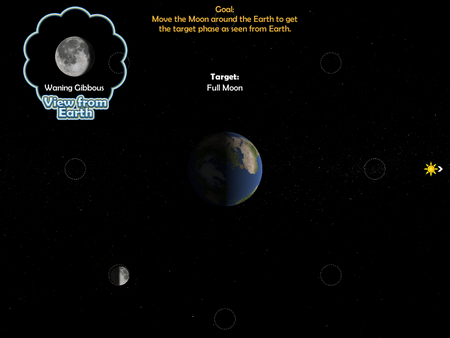 Goal:
Move the Moon around the Earth to get
the target phase as seen from Earth.
Waning Gibbous
View from
Earth
Target:
Full Moon